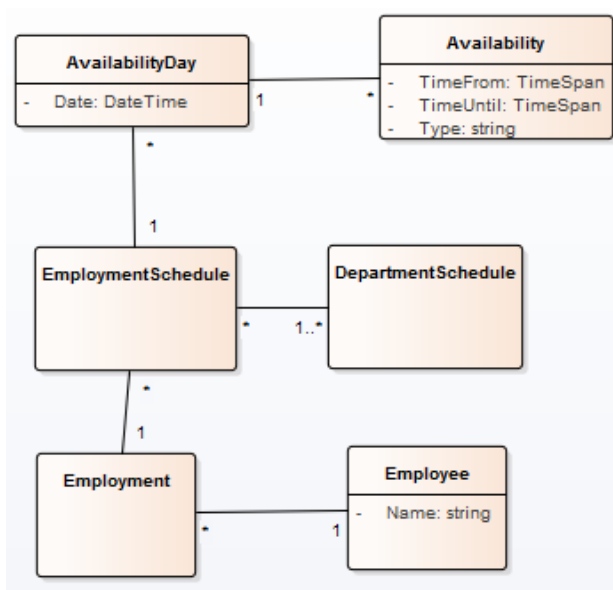 AvailabilityDay
- Date: DateTime
1
*
Availability
- TimeFrom: TimeSpan
- TimeUntil: TimeSpan
- Type: string
*
1
EmploymentSchedule
*
1..*
DepartmentSchedule
*
1
Employment
*
1
Employee
- Name: string